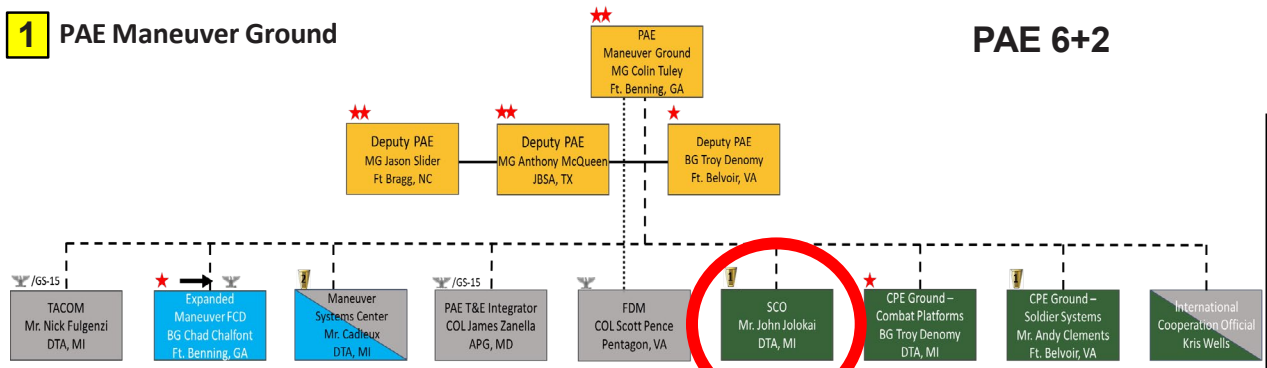 1 PAE Maneuver Ground
PAE 6+2
PAE
Maneuver Ground
MG Colin Tuley
Ft. Benning, GA
Deputy PAE
MG Jason Slider
Ft Bragg, NC
Deputy PAE
MG Anthony McQueen
JBSA, TX
Deputy PAE
BG Troy Denomy
Ft. Belvoir, VA
/GS-15
TACOM
Mr. Nick Fulgenzi
DTA, MI
Expanded
Maneuver FCD
BG Chad Chalfont
Ft. Benning, GA
2
Maneuver
Systems Center
Mr. Cadieux
DTA, MI
/GS-15
PAE T&E Integrator
COL James Zanella
APG, MD
FDM
COL Scott Pence
Pentagon, VA
1
SCO
Mr. John Jolokai
DTA, MI
CPE Ground –
Combat Platforms
BG Troy Denomy
DTA, MI
1
CPE Ground –
Soldier Systems
Mr. Andy Clements
Ft. Belvoir, VA
International
Cooperation Official
Kris Wells